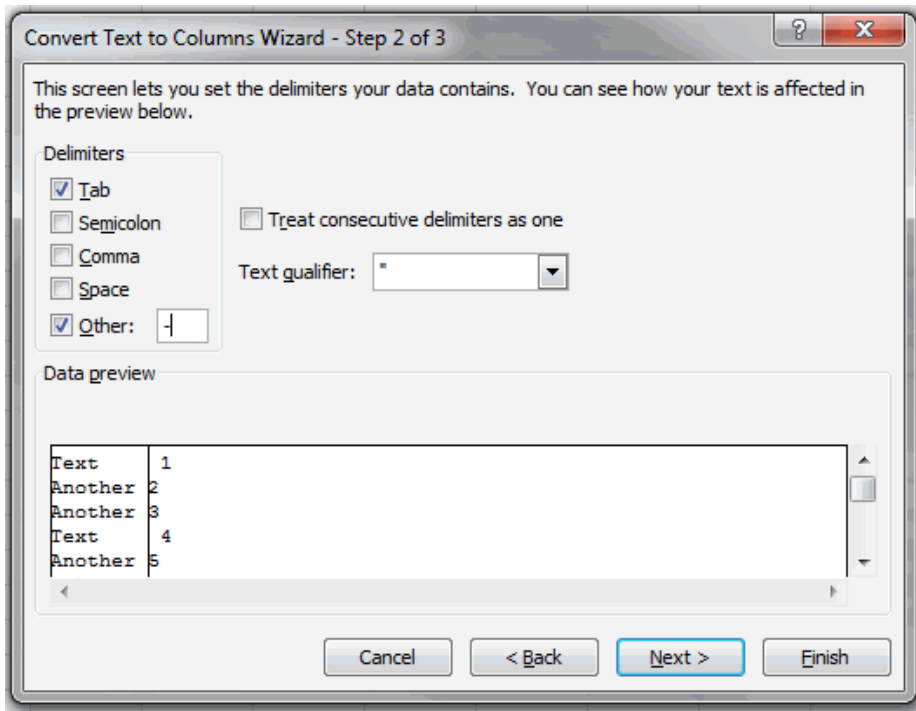 Convert Text to Columns Wizard - Step 2 of 3
This screen lets you set the delimiters your data contains.  You can see how your text is affected in
the preview below.
Delimiters
Tab
Semicolon
Comma
Space
Other: -
Treat consecutive delimiters as one
Text qualifier: "
Data preview
Text 1
Another 2
Another 3
Text 4
Another 5
Cancel < Back Next > Finish